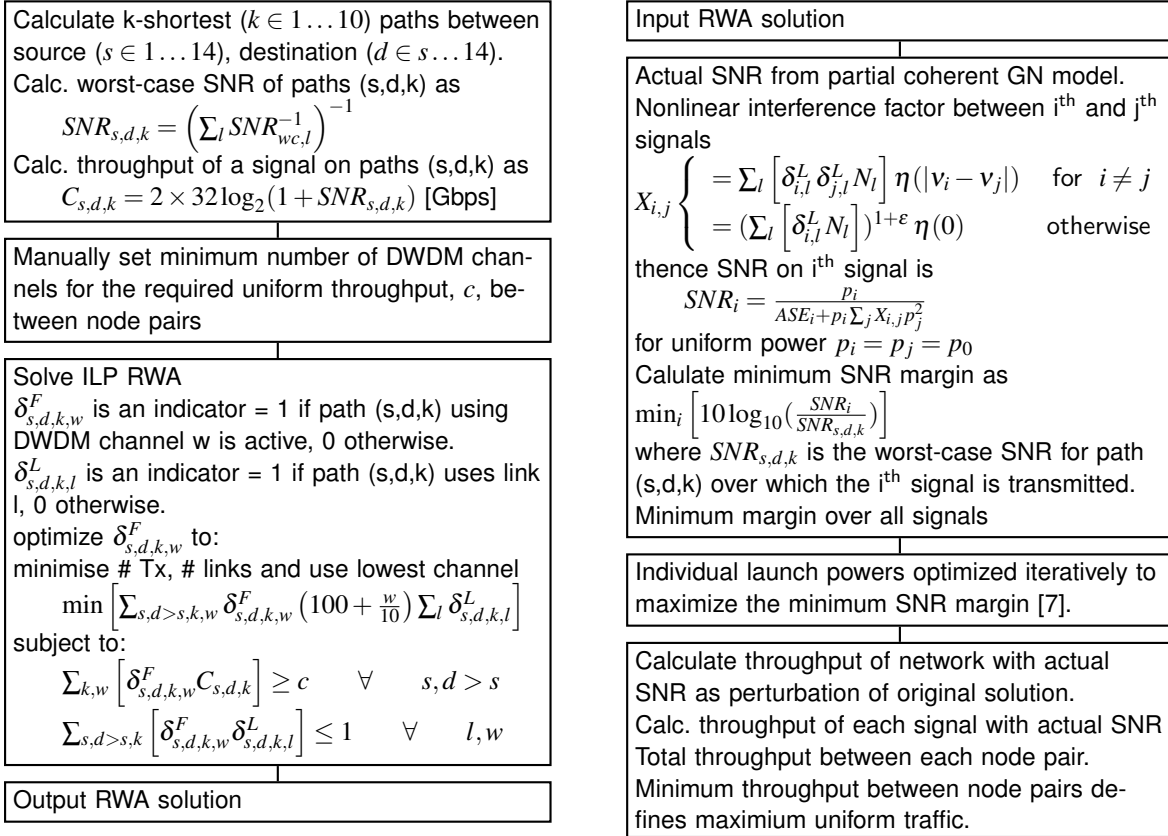 Calculate k-shortest (k ∈ 1…10) paths between
source (s ∈ 1…14), destination (d ∈ s…14).
Calc. worst-case SNR of paths (s,d,k) as
SNR_{s,d,k} = (∑_l SNR_{wc,l}^{-1})^{-1}
Calc. throughput of a signal on paths (s,d,k) as
C_{s,d,k} = 2 × 32 log_2(1 + SNR_{s,d,k}) [Gbps]
Manually set minimum number of DWDM chan-
nels for the required uniform throughput, c, be-
tween node pairs
Solve ILP RWA
δ^F_{s,d,k,w} is an indicator = 1 if path (s,d,k) using
DWDM channel w is active, 0 otherwise.
δ^L_{s,d,k,l} is an indicator = 1 if path (s,d,k) uses link
l, 0 otherwise.
optimize δ^F_{s,d,k,w} to:
minimise # Tx, # links and use lowest channel
min [∑_{s,d>s,k,w} δ^F_{s,d,k,w} (100 + w/10) ∑_l δ^L_{s,d,k,l}]
subject to:
∑_{k,w} [δ^F_{s,d,k,w} C_{s,d,k}] ≥ c ∀ s,d > s
∑_{s,d>s,k} [δ^F_{s,d,k,w} δ^L_{s,d,k,l}] ≤ 1 ∀ l,w
Output RWA solution
Input RWA solution
Actual SNR from partial coherent GN model.
Nonlinear interference factor between i^{th} and j^{th}
signals
X_{i,j} { = ∑_l [δ^L_{i,l} δ^L_{j,l} N_l] η(|ν_i − ν_j|) for i ≠ j
= (∑_l [δ^L_{i,l} N_l])^{1+ε} η(0) otherwise
thence SNR on i^{th} signal is
SNR_i = p_i / (ASE_i + p_i ∑_j X_{i,j} p_j^2)
for uniform power p_i = p_j = p_0
Calulate minimum SNR margin as
min_i [10 log_{10}(SNR_i / SNR_{s,d,k})]
where SNR_{s,d,k} is the worst-case SNR for path
(s,d,k) over which the i^{th} signal is transmitted.
Minimum margin over all signals
Individual launch powers optimized iteratively to
maximize the minimum SNR margin [7].
Calculate throughput of network with actual
SNR as perturbation of original solution.
Calc. throughput of each signal with actual SNR
Total throughput between each node pair.
Minimum throughput between node pairs de-
fines maximium uniform traffic.